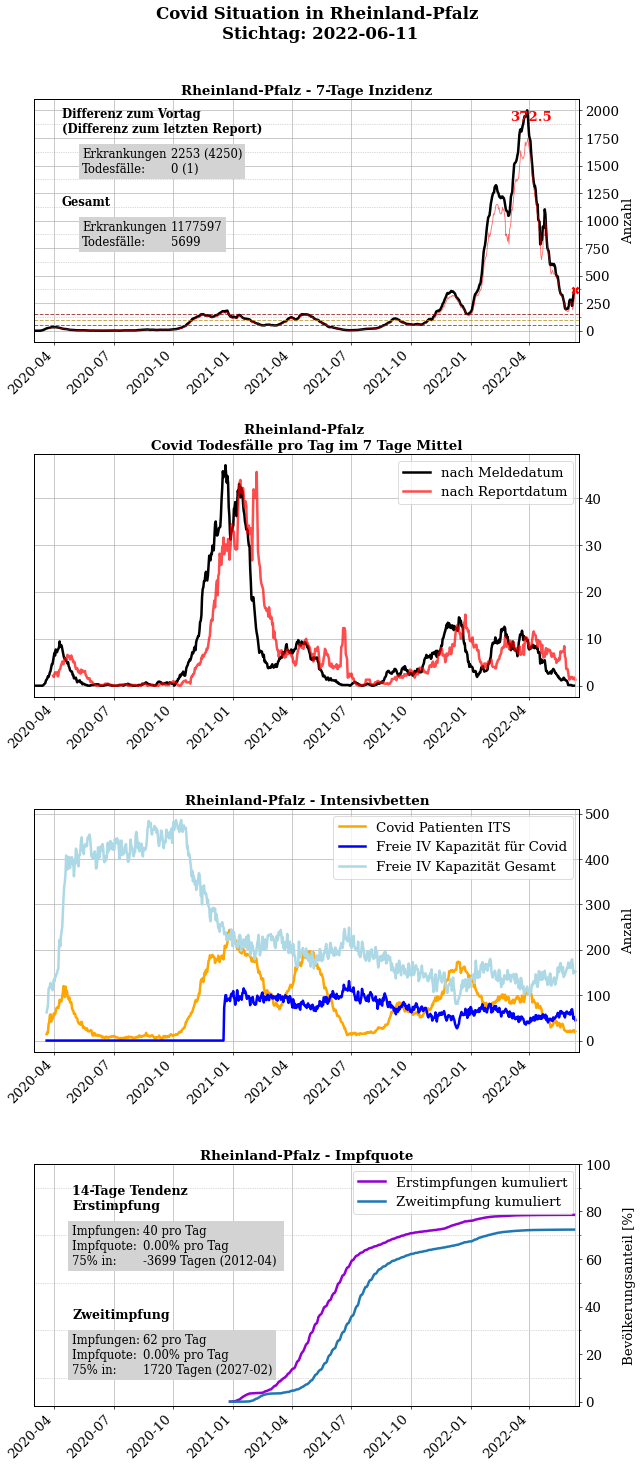 Covid Situation in Rheinland-Pfalz
Stichtag: 2022-06-11
Rheinland-Pfalz - 7-Tage Inzidenz
Differenz zum Vortag
(Differenz zum letzten Report)
Erkrankungen 2253 (4250)
Todesfälle: 0 (1)
Gesamt
Erkrankungen 1177597
Todesfälle: 5699
372.5
2000
1750
1500
1250
1000
750
500
250
0
Anzahl
2020-04
2020-07
2020-10
2021-01
2021-04
2021-07
2021-10
2022-01
2022-04
Rheinland-Pfalz
Covid Todesfälle pro Tag im 7 Tage Mittel
nach Meldedatum
nach Reportdatum
40
30
20
10
0
2020-04
2020-07
2020-10
2021-01
2021-04
2021-07
2021-10
2022-01
2022-04
Rheinland-Pfalz - Intensivbetten
Covid Patienten ITS
Freie IV Kapazität für Covid
Freie IV Kapazität Gesamt
500
400
300
200
100
0
Anzahl
2020-04
2020-07
2020-10
2021-01
2021-04
2021-07
2021-10
2022-01
2022-04
Rheinland-Pfalz - Impfquote
14-Tage Tendenz
Erstimpfung
Impfungen: 40 pro Tag
Impfquote: 0.00% pro Tag
75% in: -3699 Tagen (2012-04)
Zweitimpfung
Impfungen: 62 pro Tag
Impfquote: 0.00% pro Tag
75% in: 1720 Tagen (2027-02)
Erstimpfungen kumuliert
Zweitimpfung kumuliert
100
80
60
40
20
0
Bevölkerungsanteil [%]
2020-04
2020-07
2020-10
2021-01
2021-04
2021-07
2021-10
2022-01
2022-04